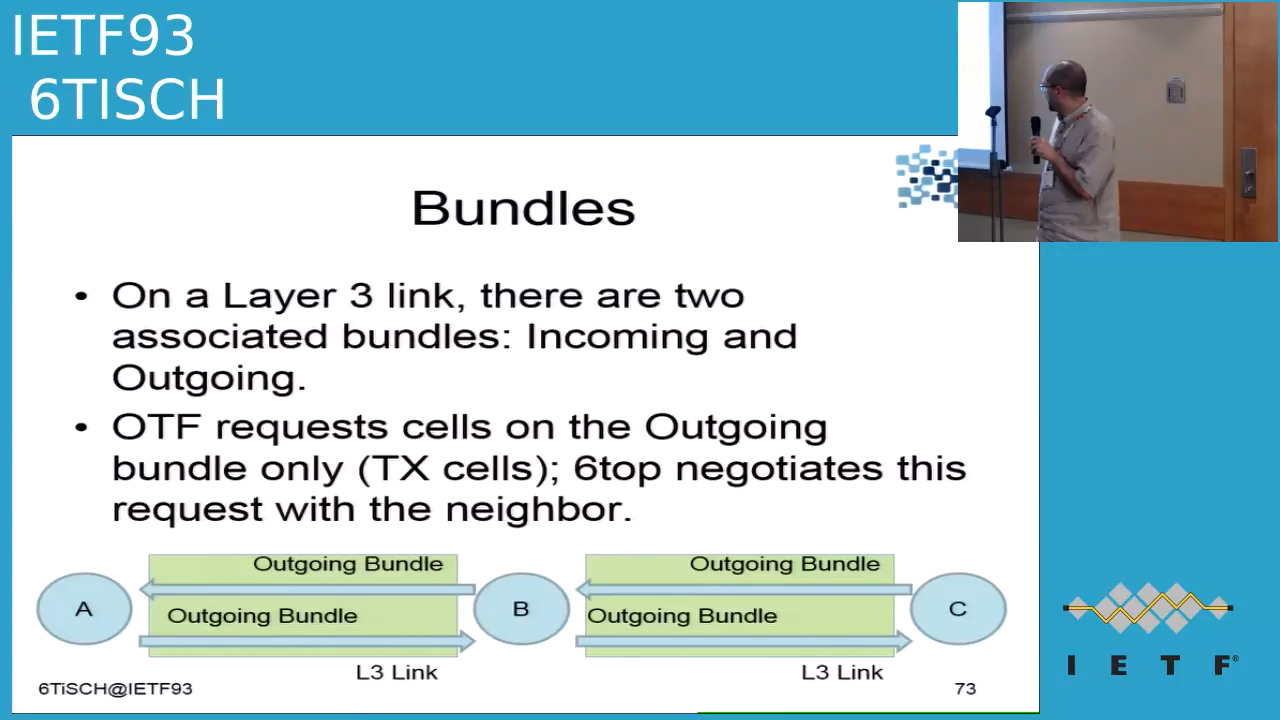 IETF93
6TISCH
Bundles
• On a Layer 3 link, there are two
associated bundles: Incoming and
Outgoing.
• OTF requests cells on the Outgoing
bundle only (TX cells); 6top negotiates this
request with the neighbor.
Outgoing Bundle
Outgoing Bundle
A
B
C
Outgoing Bundle
Outgoing Bundle
L3 Link
L3 Link
6TiSCH@IETF93
73
I E T F®